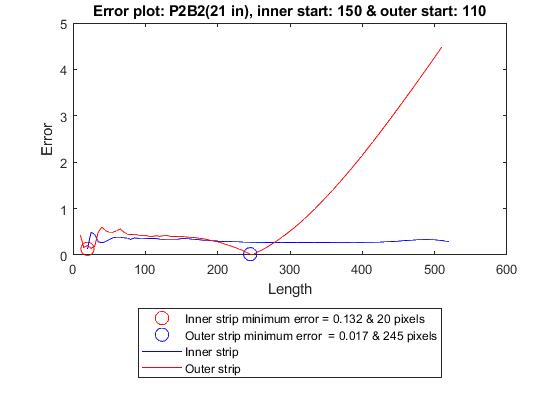 Error plot: P2B2(21 in), inner start: 150 & outer start: 110
5
4
3
2
1
0
Error
0 100 200 300 400 500 600
Length
Inner strip minimum error = 0.132 & 20 pixels
Outer strip minimum error = 0.017 & 245 pixels
Inner strip
Outer strip